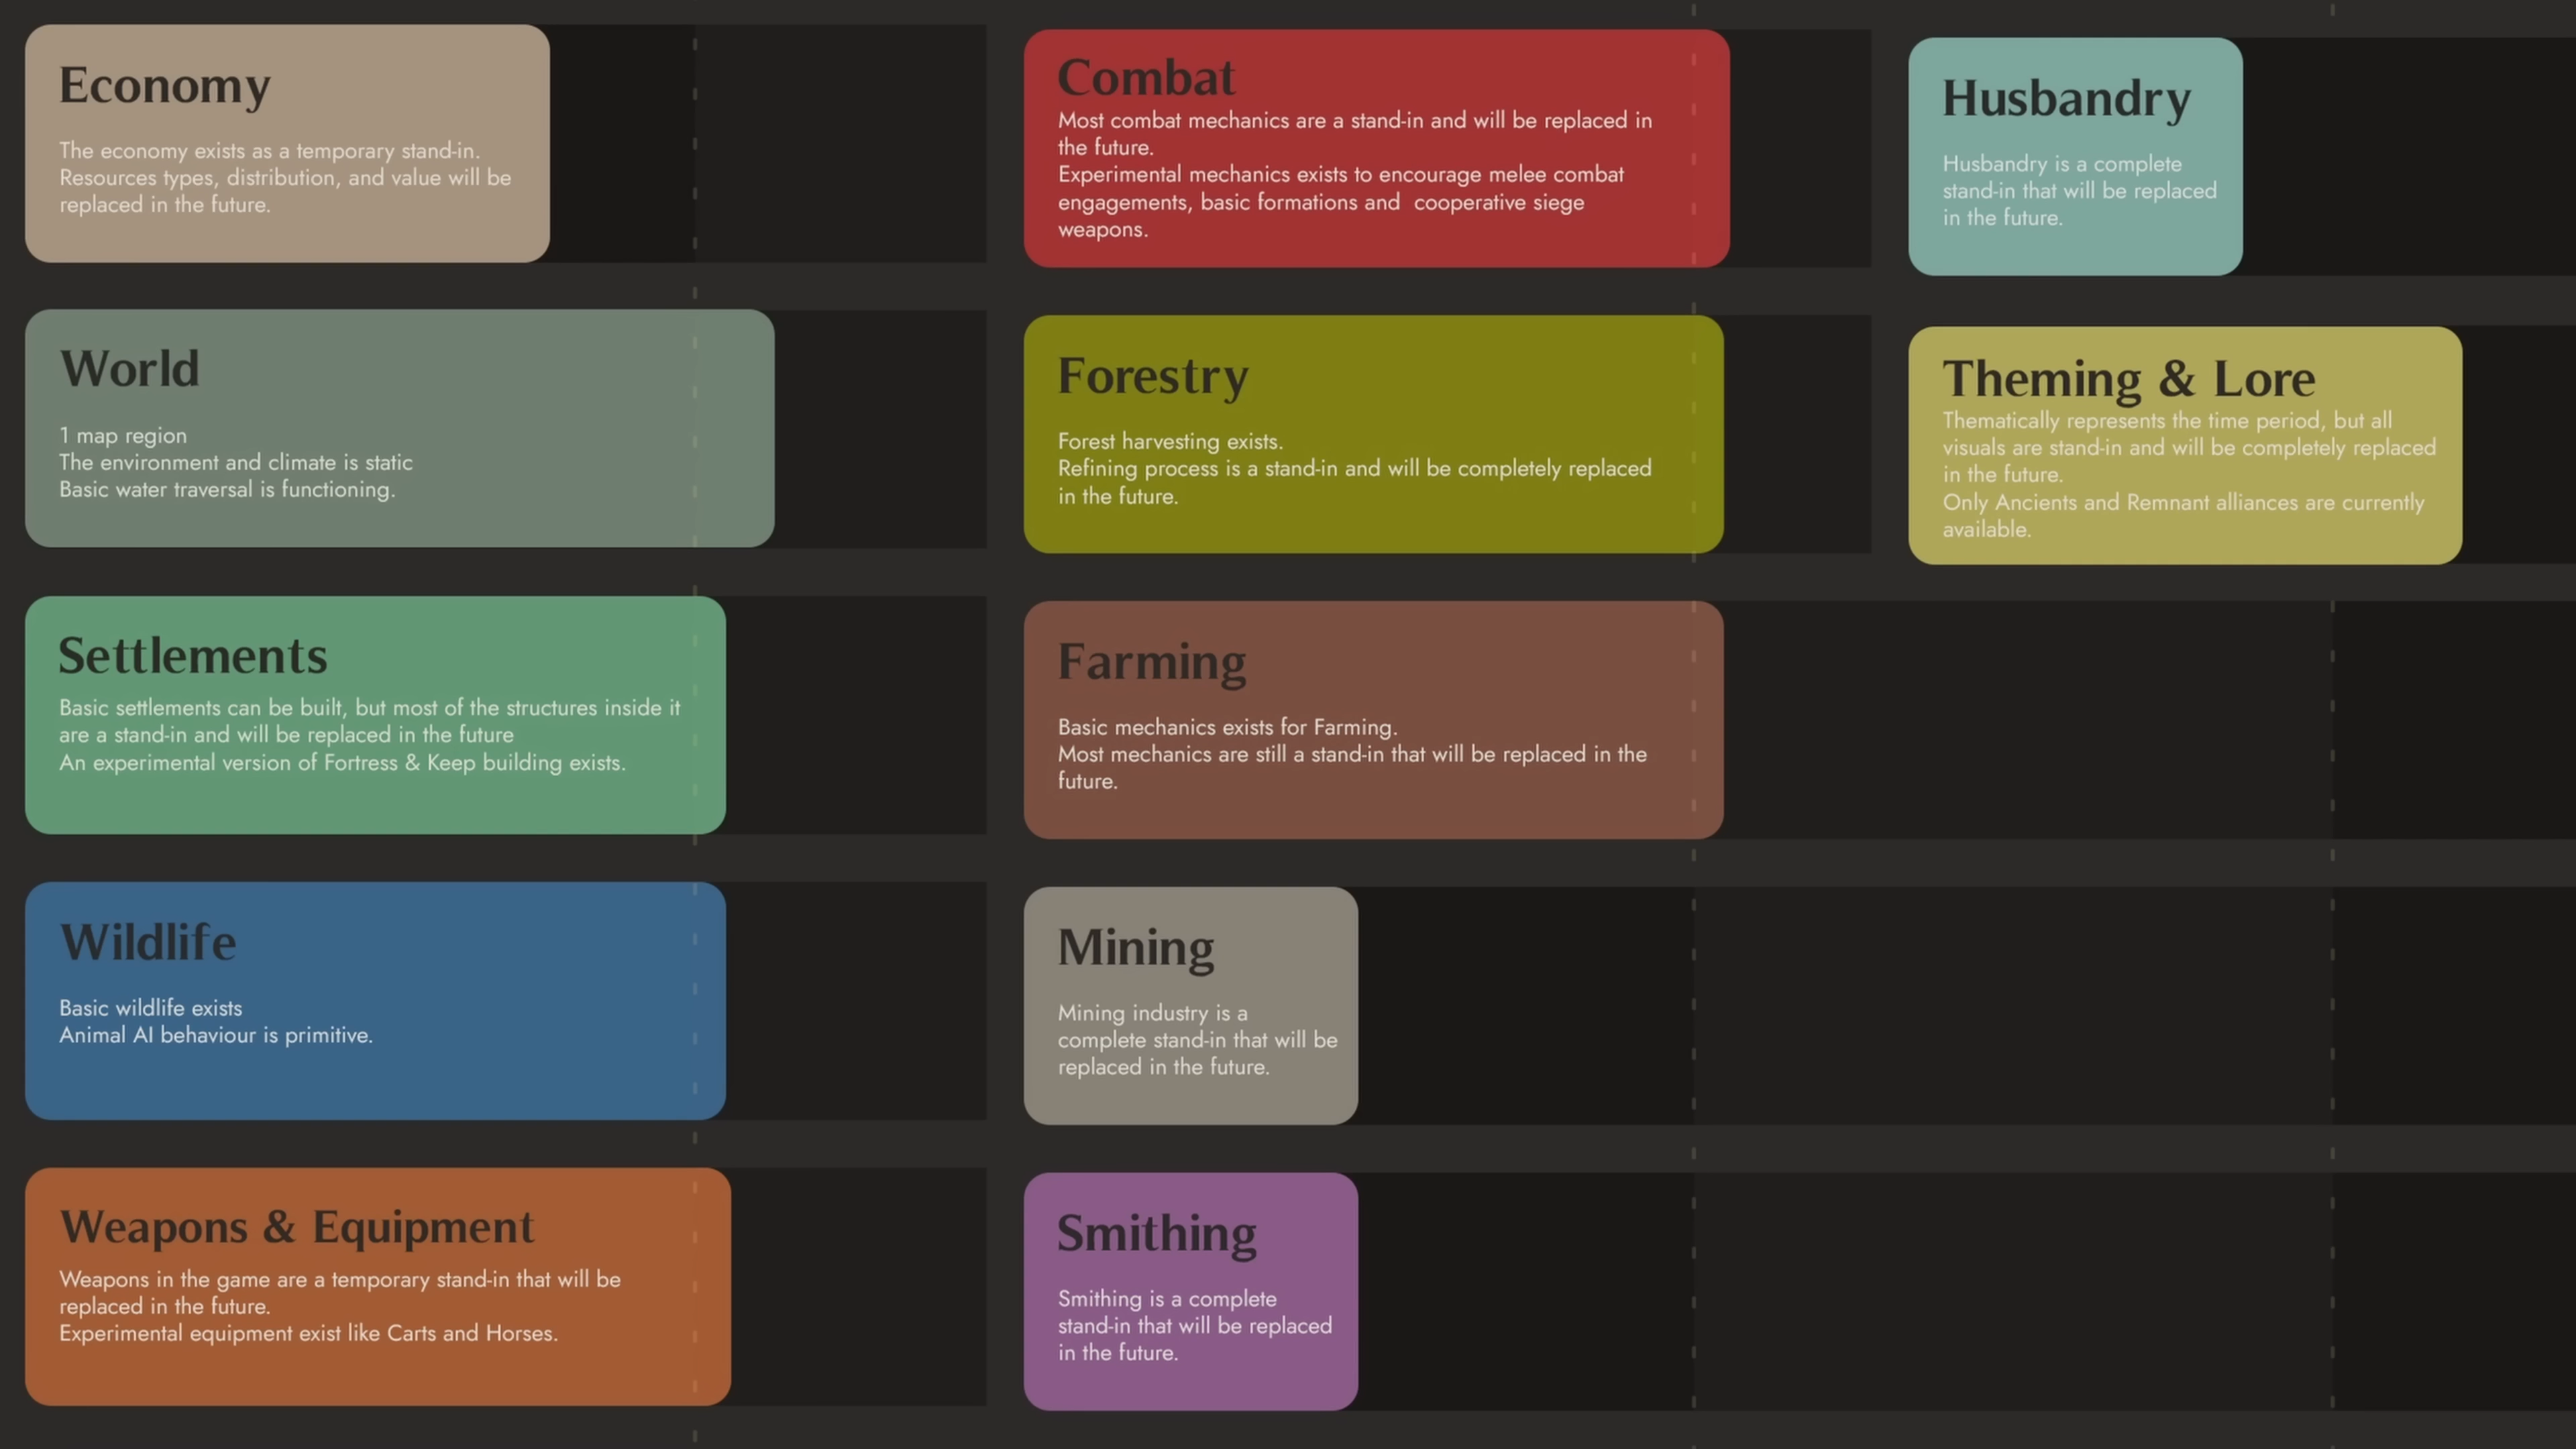 Economy
The economy exists as a temporary stand-in.
Resources types, distribution, and value will be
replaced in the future.
World
1 map region
The environment and climate is static
Basic water traversal is functioning.
Settlements
Basic settlements can be built, but most of the structures inside it
are a stand-in and will be replaced in the future
An experimental version of Fortress & Keep building exists.
Wildlife
Basic wildlife exists
Animal AI behaviour is primitive.
Weapons & Equipment
Weapons in the game are a temporary stand-in that will be
replaced in the future.
Experimental equipment exist like Carts and Horses.
Combat
Most combat mechanics are a stand-in and will be replaced in
the future.
Experimental mechanics exists to encourage melee combat
engagements, basic formations and  cooperative siege
weapons.
Forestry
Forest harvesting exists.
Refining process is a stand-in and will be completely replaced
in the future.
Farming
Basic mechanics exists for Farming.
Most mechanics are still a stand-in that will be replaced in the
future.
Mining
Mining industry is a
complete stand-in that will be
replaced in the future.
Smithing
Smithing is a complete
stand-in that will be replaced
in the future.
Husbandry
Husbandry is a complete
stand-in that will be replaced
in the future.
Theming & Lore
Thematically represents the time period, but all
visuals are stand-in and will be completely replaced
in the future.
Only Ancients and Remnant alliances are currently
available.